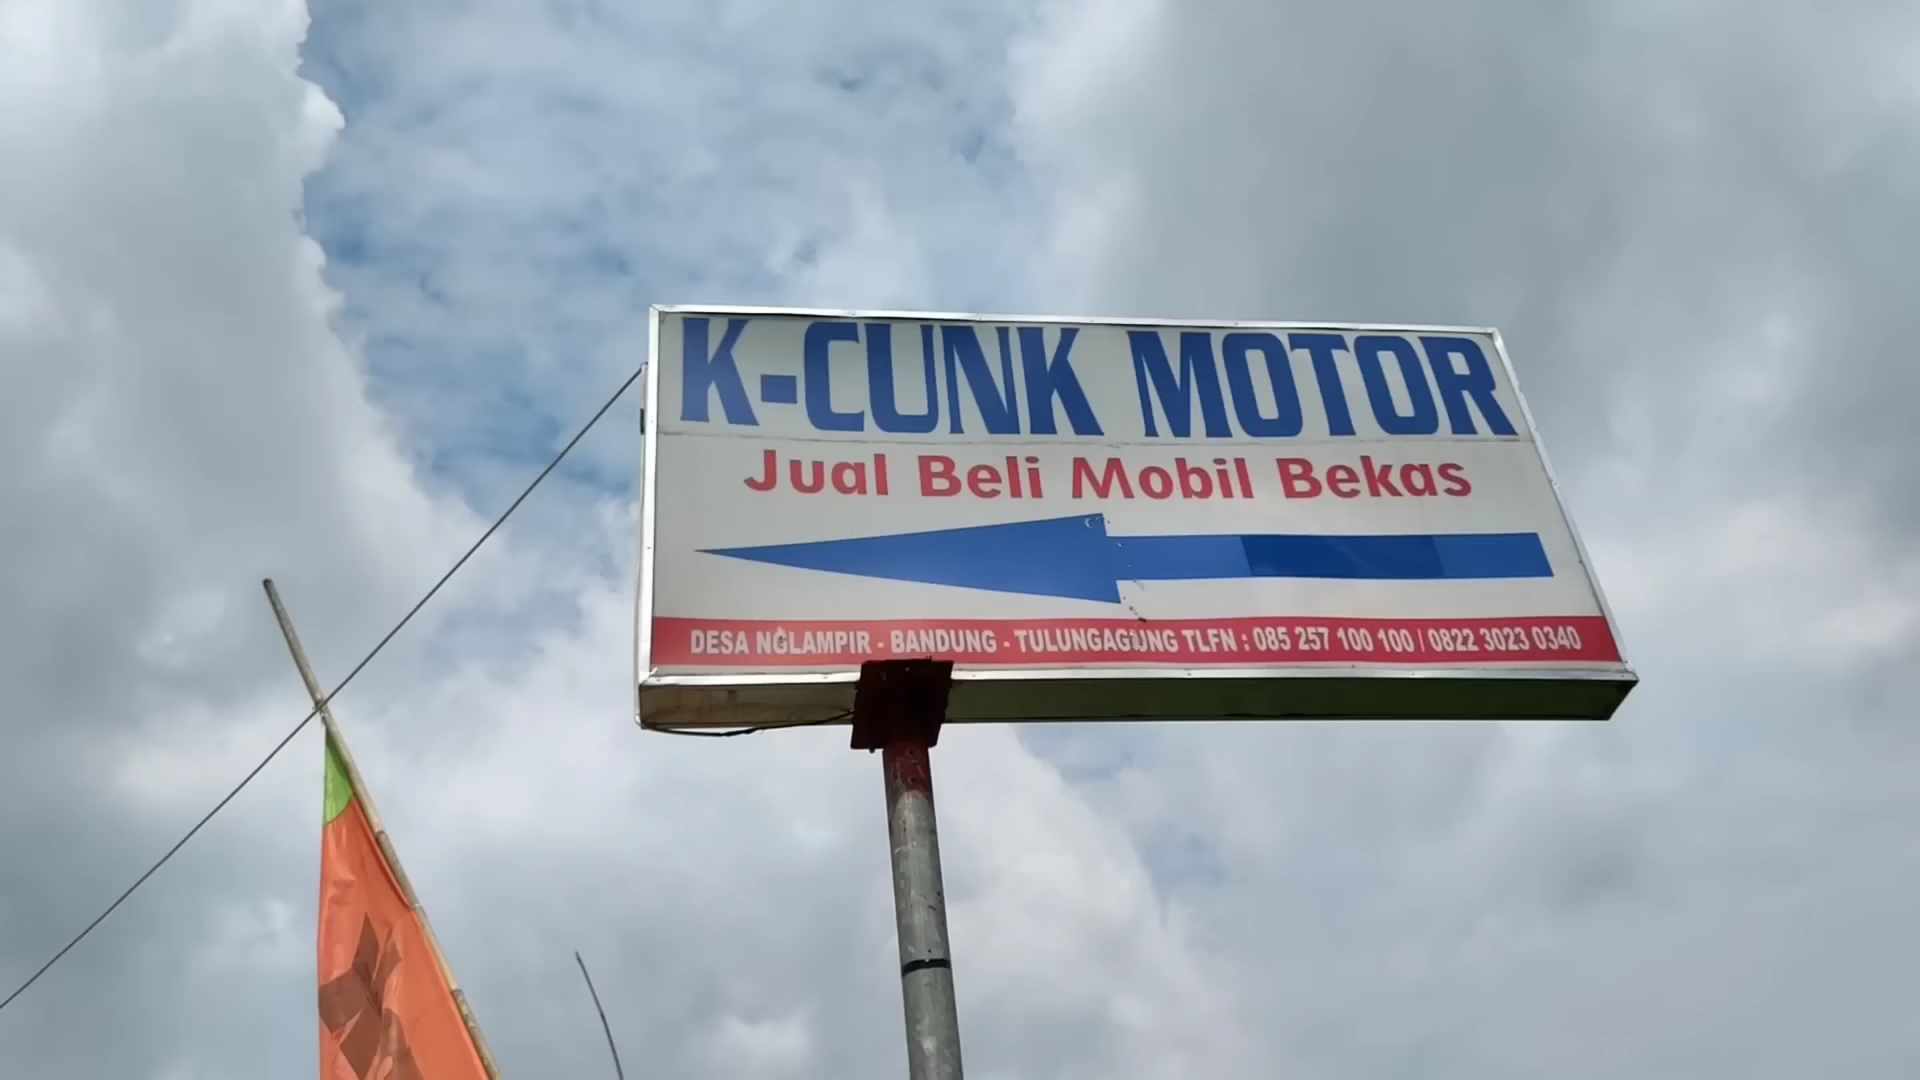 K-CUNK MOTOR
Jual Beli Mobil Bekas
DESA NGLAMPIR - BANDUNG - TULUNGAGUNG TLFN : 085 257 100 100 | 0822 3023 0340